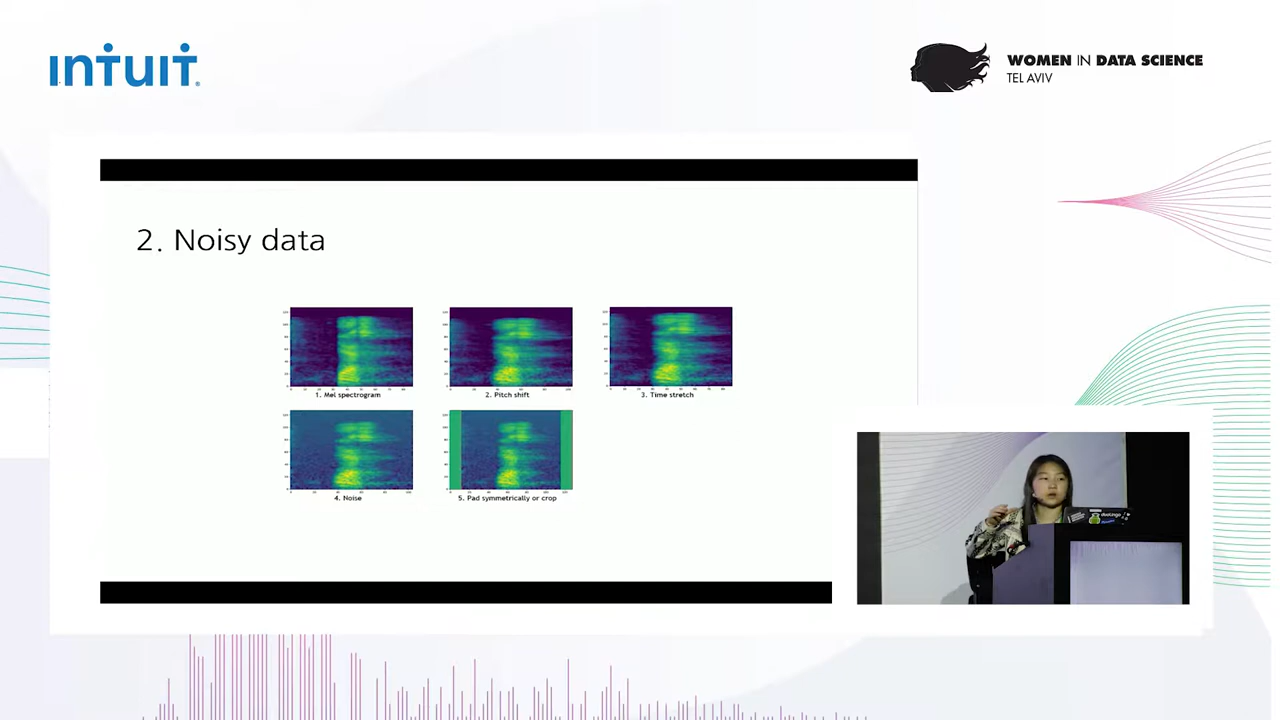 INTUIT
WOMEN IN DATA SCIENCE
TEL AVIV
2. Noisy data
1. Mel spectrogram
2. Pitch shift
3. Time stretch
4. Noise
5. Pad symmetrically or crop
duolingo